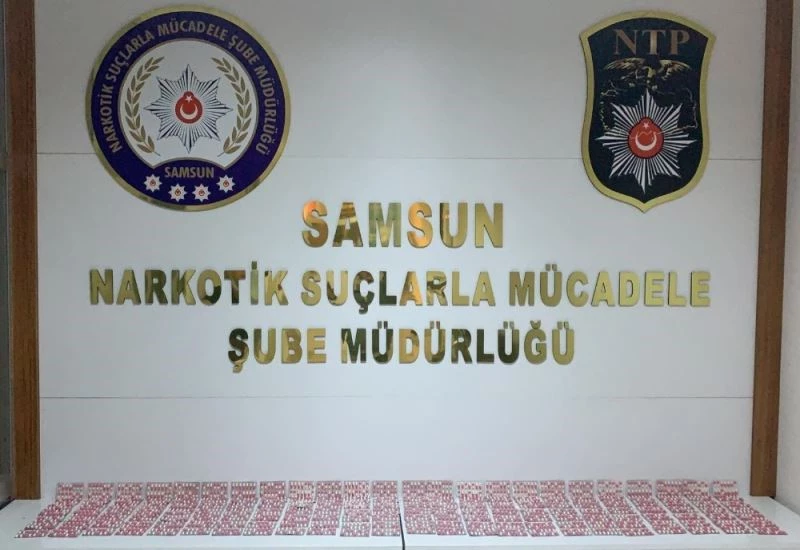 NARKOTİK SUÇLARLA MÜCADELE ŞUBE MÜDÜRLÜĞÜ
SAMSUN
NTP
SAMSUN
NARKOTİK SUÇLARLA MÜCADELE
ŞUBE MÜDÜRLÜĞÜ